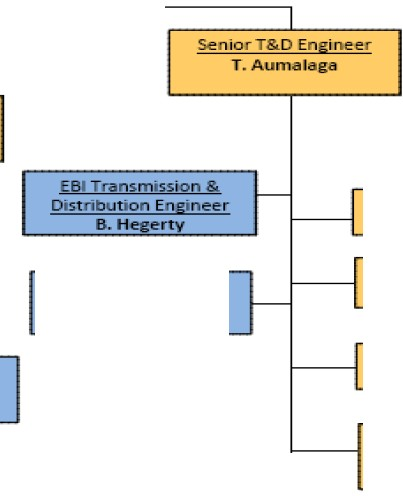 Senior T&D Engineer
T. Aumalaga
EBI Transmission &
Distribution Engineer
B. Hegerty